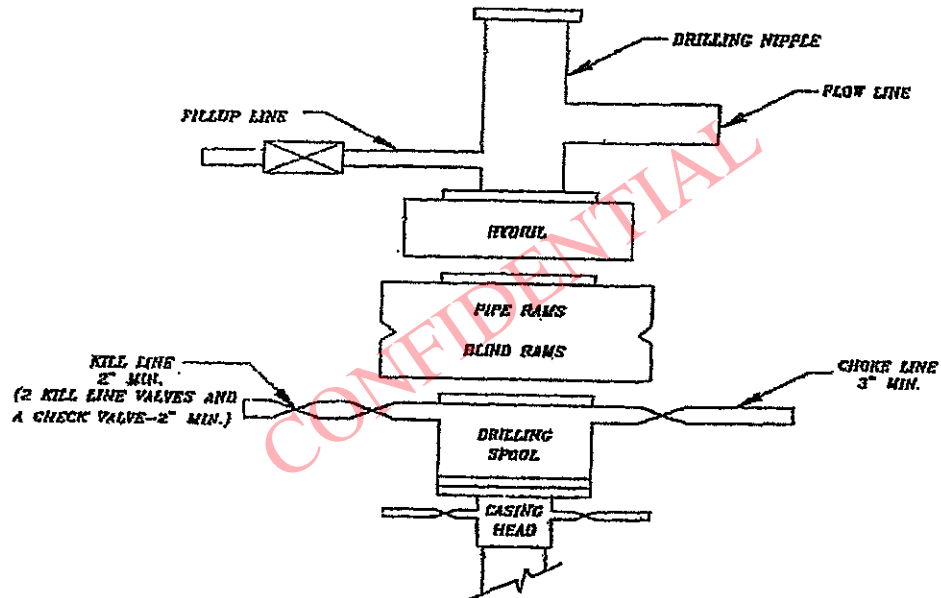 DRILLING NIPPLE
FLOW LINE
FILLUP LINE
HYDRIL
PIPE RAMS
BLIND RAMS
KILL LINE
2" MIN.
(2 KILL LINE VALVES AND
A CHECK VALVE-2" MIN.)
CHOKE LINE
3" MIN.
DRILLING
SPOOL
CASING
HEAD
CONFIDENTIAL